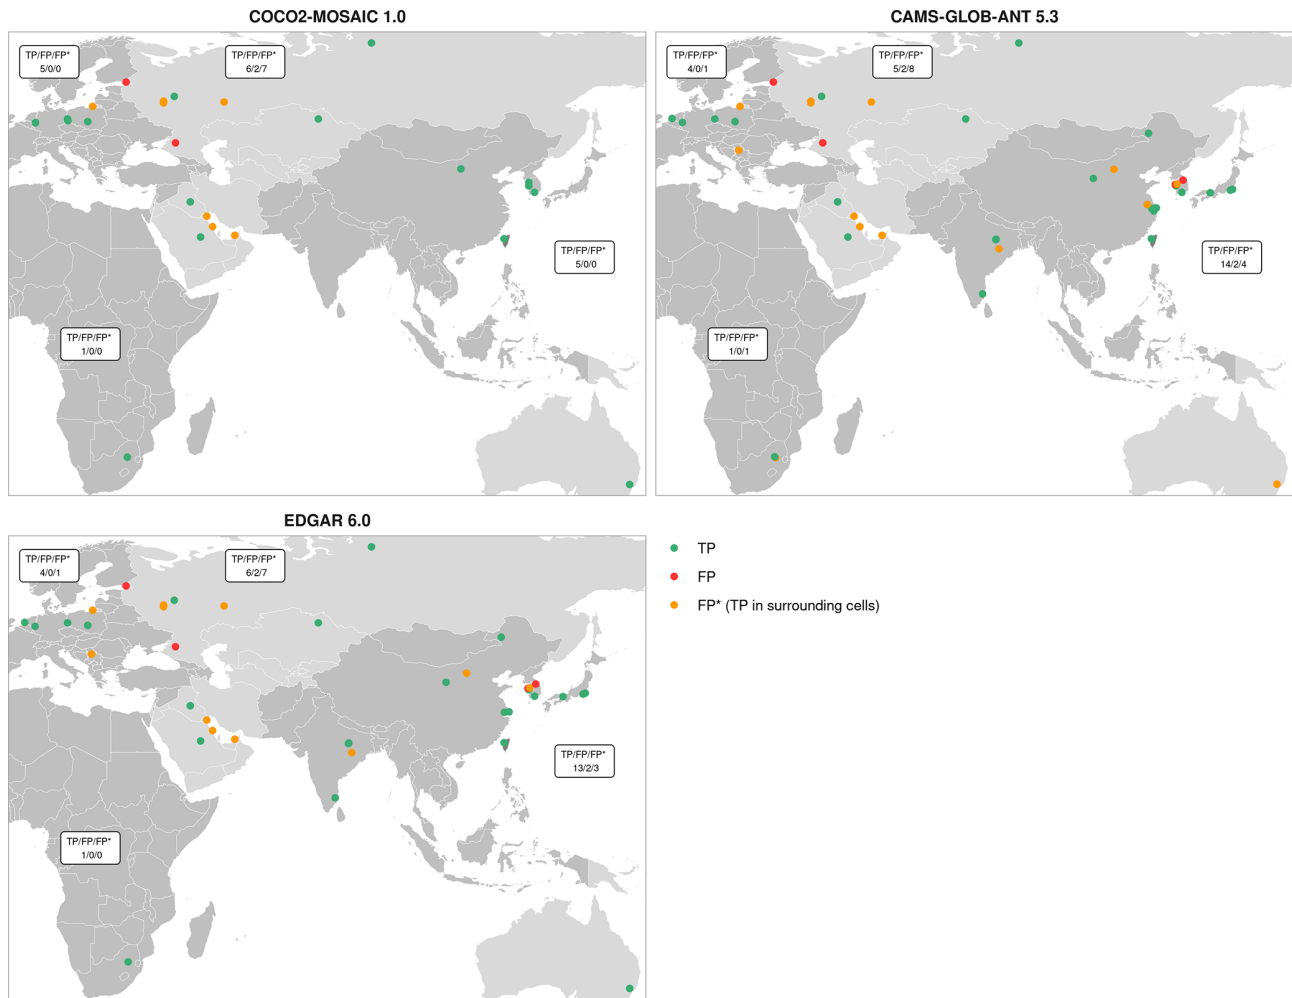 COCO2-MOSAIC 1.0
TP/FP/FP*
5/0/0
TP/FP/FP*
6/2/7
TP/FP/FP*
5/0/0
TP/FP/FP*
1/0/0
CAMS-GLOB-ANT 5.3
TP/FP/FP*
4/0/1
TP/FP/FP*
5/2/8
TP/FP/FP*
14/2/4
TP/FP/FP*
1/0/1
EDGAR 6.0
TP/FP/FP*
4/0/1
TP/FP/FP*
6/2/7
TP/FP/FP*
13/2/3
TP/FP/FP*
1/0/0
TP
FP
FP* (TP in surrounding cells)